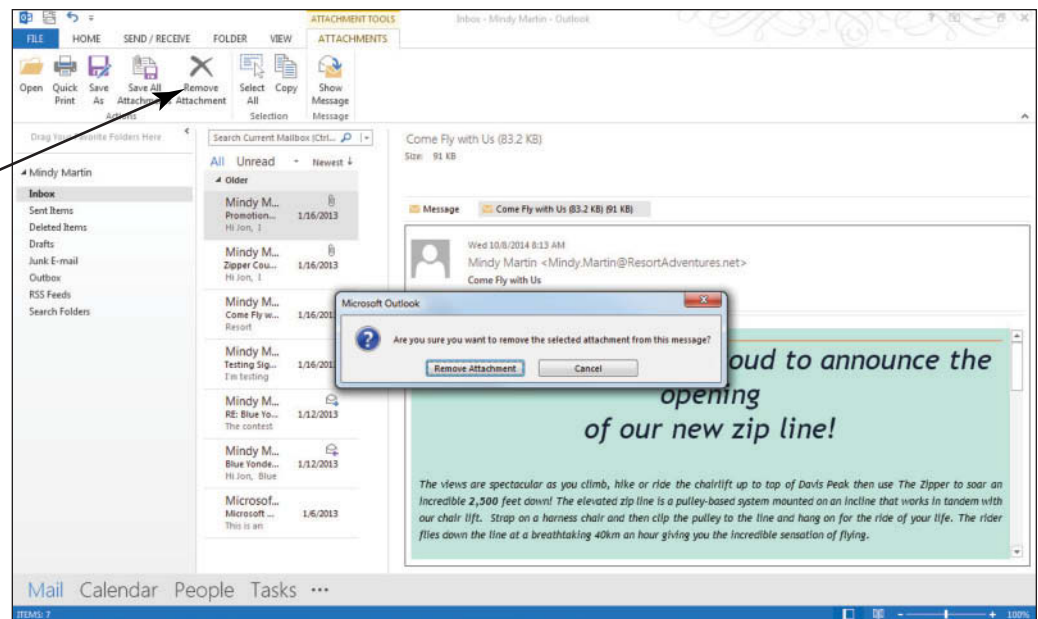 ATTACHMENT TOOLS
Inbox - Mindy Martin - Outlook
FILE HOME SEND / RECEIVE FOLDER VIEW ATTACHMENTS
Open Quick Print Save As Save All Attachments Remove Attachment Select All Copy Show Message
Actions Selection Message
Drag Your Favorite Folders Here
Mindy Martin
Inbox
Sent Items
Deleted Items
Drafts
Junk E-mail
Outbox
RSS Feeds
Search Folders
Search Current Mailbox (Ctrl...
All Unread Newest
Older
Mindy M...
Promotion... 1/16/2013
Hi Jon, I
Mindy M...
Zipper Cou... 1/16/2013
Hi Jon, I
Mindy M...
Come Fly w... 1/16/201
Resort
Mindy M...
Testing Sig... 1/16/201
I'm testing
Mindy M...
RE: Blue Yo... 1/12/2013
The contest
Mindy M...
Blue Yonde... 1/12/2013
Hi Jon, Blue
Microsof...
Microsoft ... 1/6/2013
This is an
Come Fly with Us (83.2 KB)
Size: 91 KB
Message Come Fly with Us (83.2 KB) (91 KB)
Wed 10/8/2014 8:13 AM
Mindy Martin <Mindy.Martin@ResortAdventures.net>
Come Fly with Us
Microsoft Outlook
Are you sure you want to remove the selected attachment from this message?
Remove Attachment Cancel
oud to announce the
opening
of our new zip line!
The views are spectacular as you climb, hike or ride the chairlift up to top of Davis Peak then use The Zipper to soar an
incredible 2,500 feet down! The elevated zip line is a pulley-based system mounted on an incline that works in tandem with
our chair lift. Strap on a harness chair and then clip the pulley to the line and hang on for the ride of your life. The rider
flies down the line at a breathtaking 40km an hour giving you the incredible sensation of flying.
Mail Calendar People Tasks ...
ITEMS: 7
100%